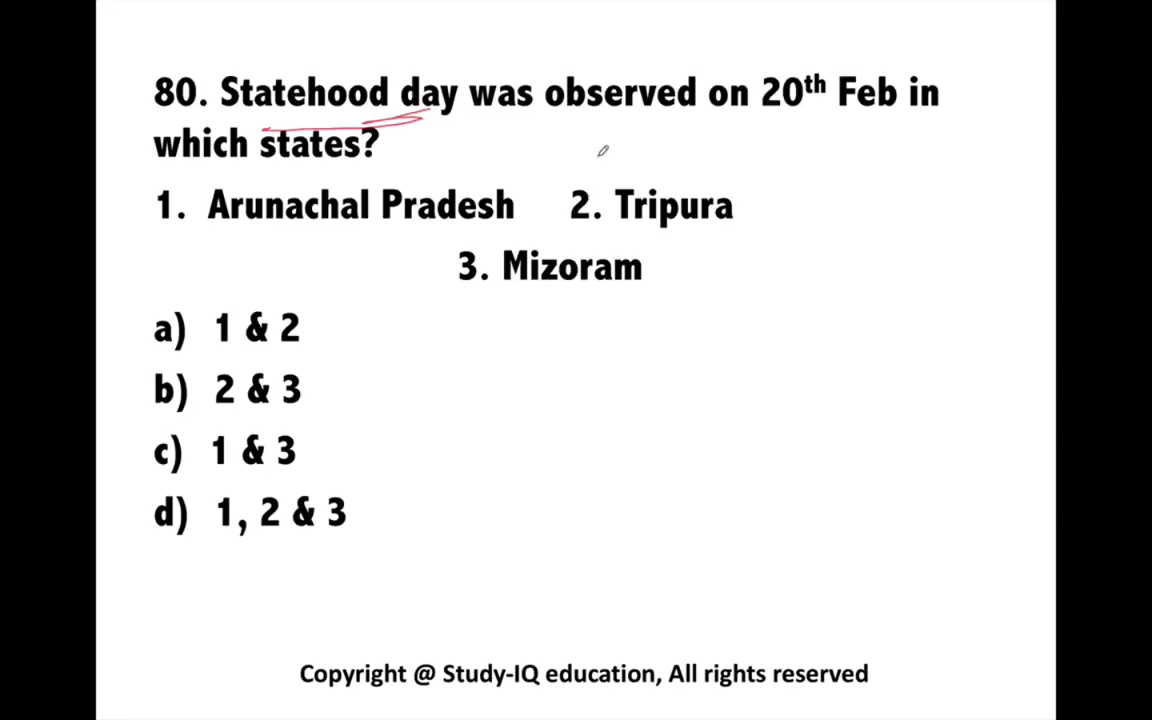 80. Statehood day was observed on 20th Feb in
which states?
1. Arunachal Pradesh 2. Tripura
3. Mizoram
a) 1 & 2
b) 2 & 3
c) 1 & 3
d) 1, 2 & 3
Copyright @ Study-IQ education, All rights reserved